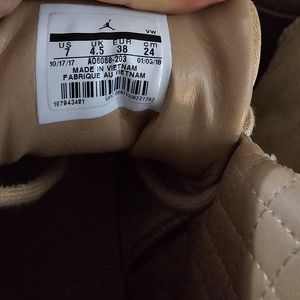 VW
US UK EUR cm
7 4.5 38 24
10/17/17 AO6068-203 01/05/18
MADE IN VIETNAM
FABRIQUE AU VIETNAM
107943481